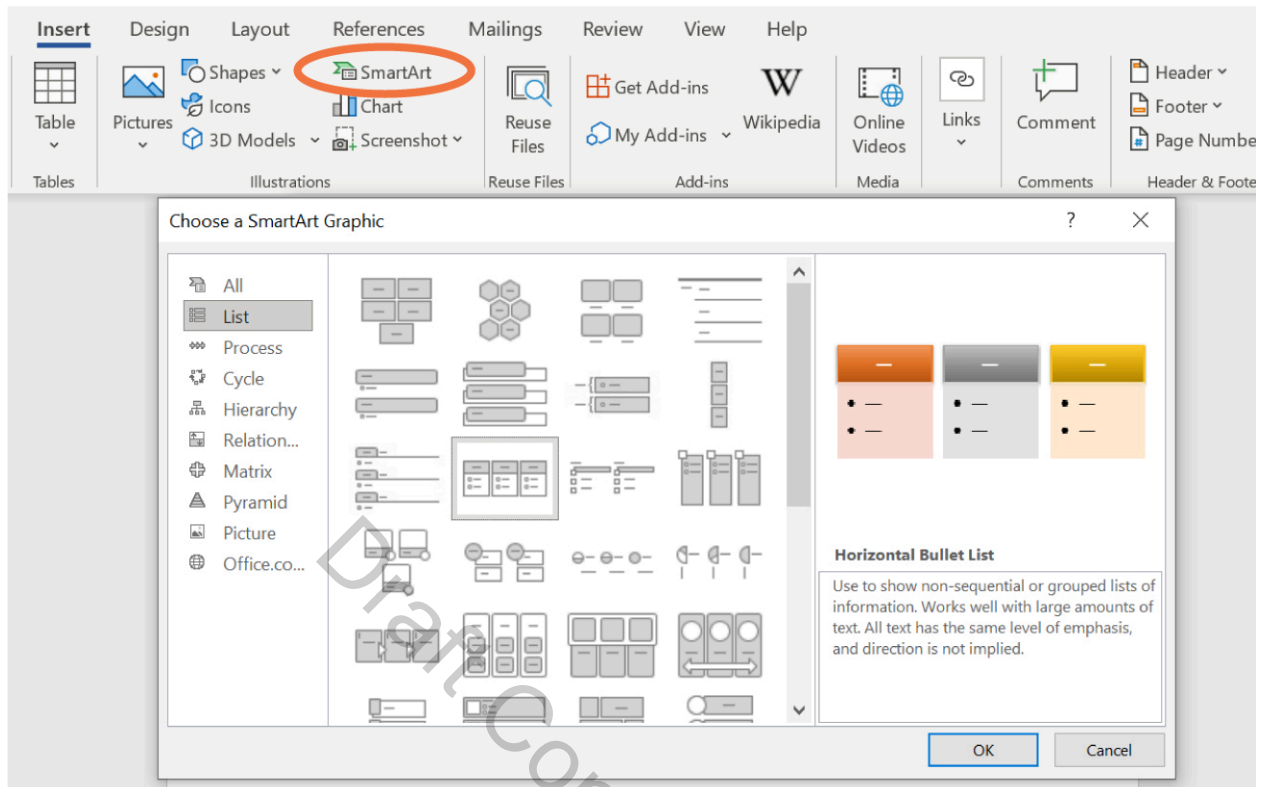 Insert Design Layout References Mailings Review View Help
Table
Tables
Pictures
Shapes
Icons
3D Models
SmartArt
Chart
Screenshot
Illustrations
Reuse
Files
Reuse Files
Get Add-ins
My Add-ins
Wikipedia
Add-ins
Online
Videos
Media
Links
Comment
Comments
Header
Footer
Page Numbe
Header & Foote
Choose a SmartArt Graphic
?
All
List
Process
Cycle
Hierarchy
Relation...
Matrix
Pyramid
Picture
Office.co...
Horizontal Bullet List
Use to show non-sequential or grouped lists of
information. Works well with large amounts of
text. All text has the same level of emphasis,
and direction is not implied.
OK
Cancel
Draft Con